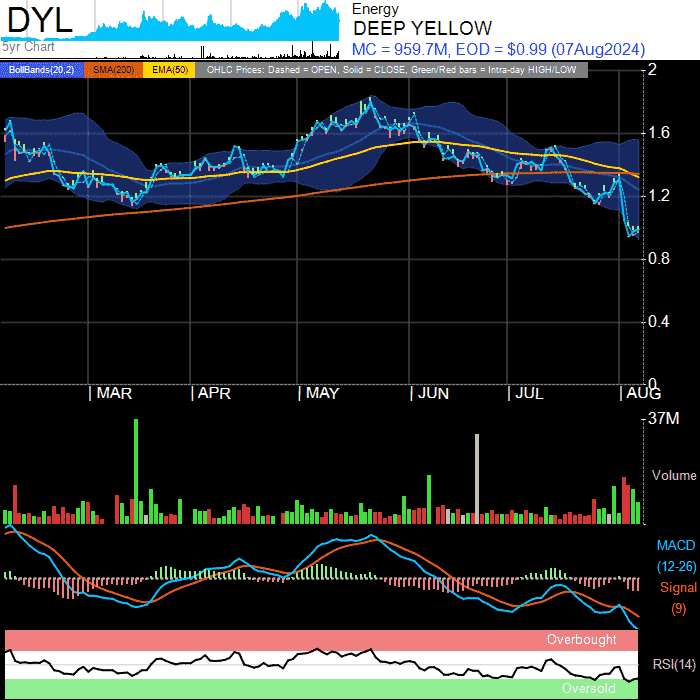 DYL
Energy
DEEP YELLOW
MC = 959.7M, EOD = $0.99 (07Aug2024)
5yr Chart
BollBands(20,2) SMA(200) EMA(50) OHLC Prices: Dashed = OPEN, Solid = CLOSE, Green/Red bars = Intra-day HIGH/LOW
2
1.6
1.2
0.8
0.4
0
| MAR | APR | MAY | JUN | JUL | AUG
37M
Volume
MACD
(12-26)
Signal
(9)
Overbought
RSI(14)
Oversold